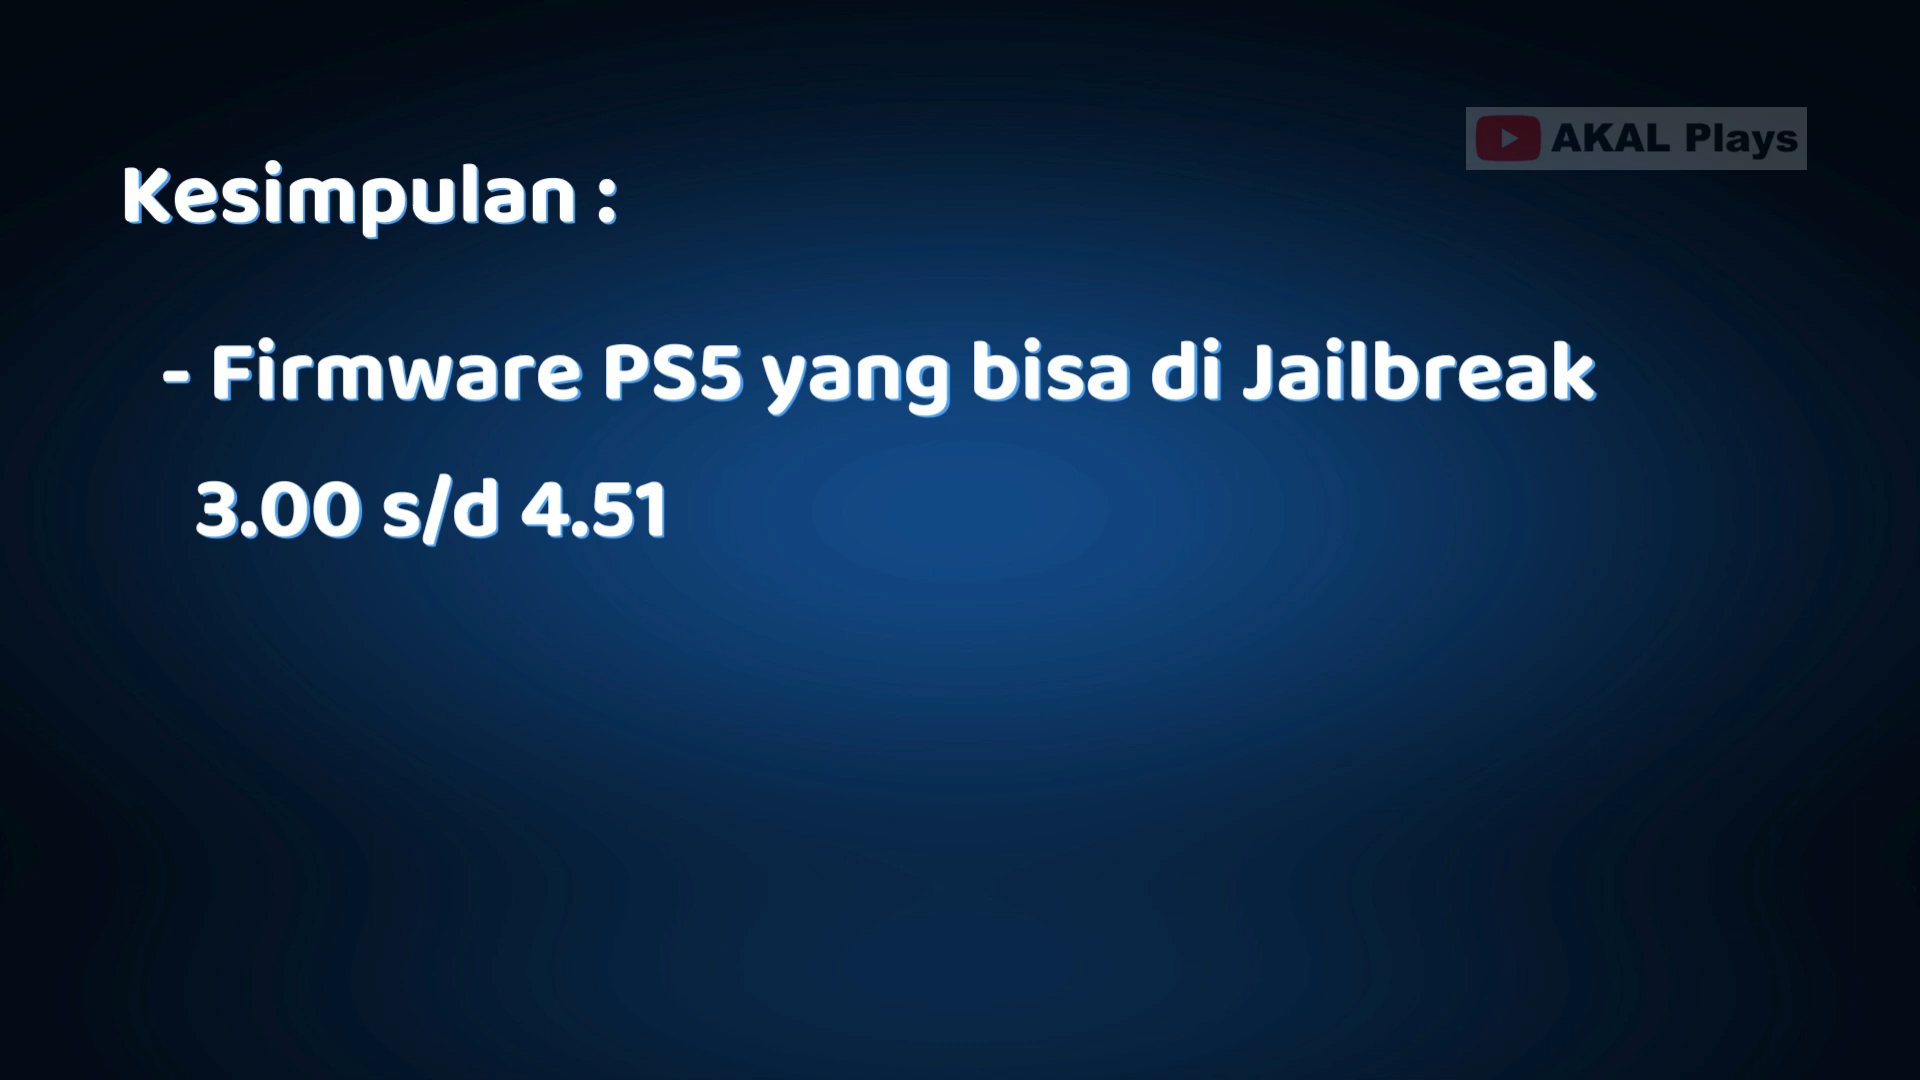 AKAL Plays
Kesimpulan :
- Firmware PS5 yang bisa di Jailbreak
3.00 s/d 4.51